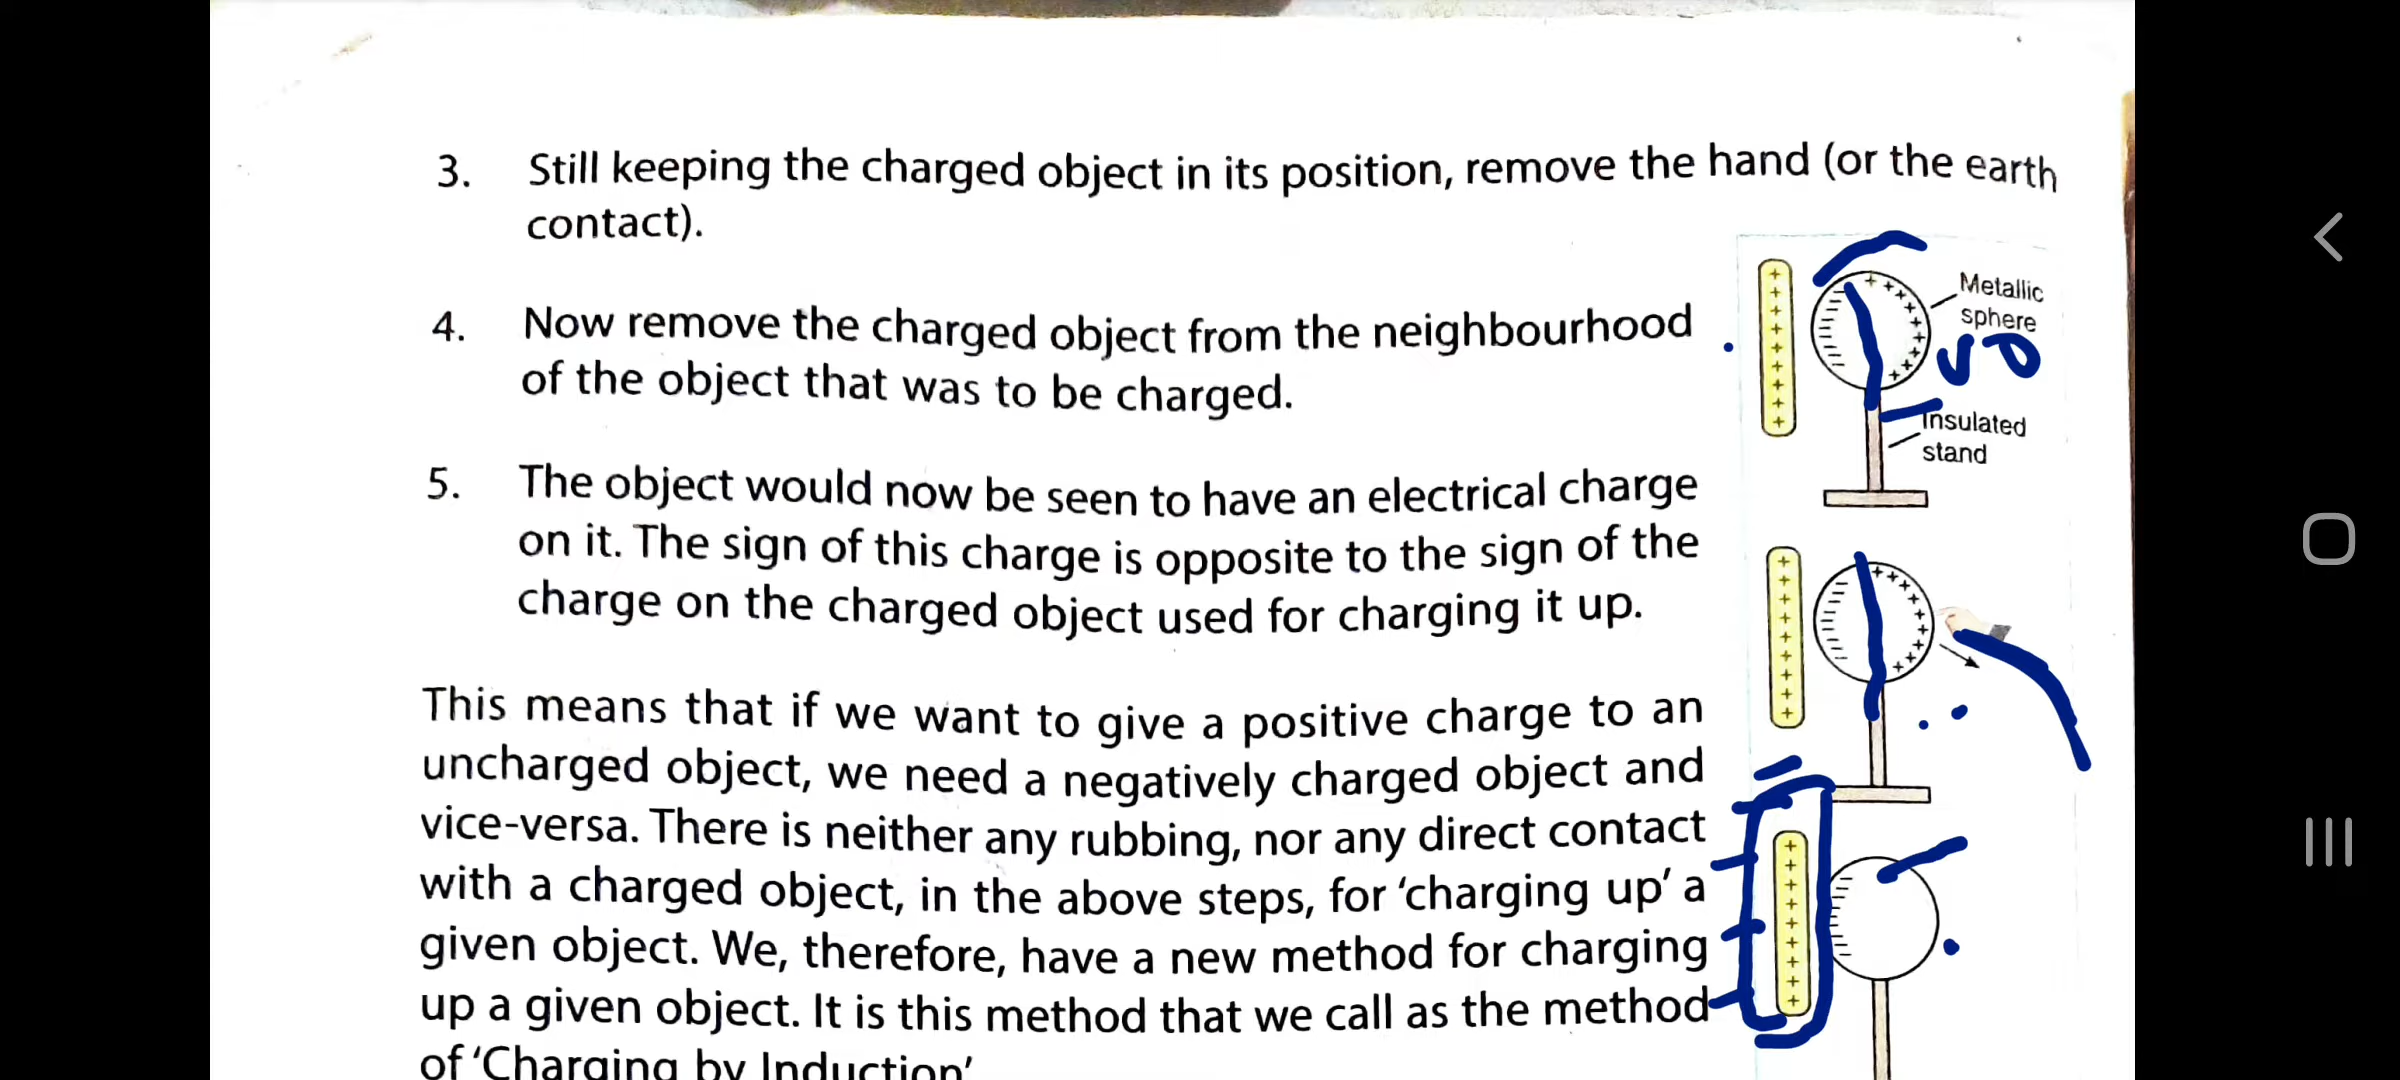 3. Still keeping the charged object in its position, remove the hand (or the earth
contact).
4. Now remove the charged object from the neighbourhood
of the object that was to be charged.
5. The object would now be seen to have an electrical charge
on it. The sign of this charge is opposite to the sign of the
charge on the charged object used for charging it up.
This means that if we want to give a positive charge to an
uncharged object, we need a negatively charged object and
vice-versa. There is neither any rubbing, nor any direct contact
with a charged object, in the above steps, for ‘charging up’ a
given object. We, therefore, have a new method for charging
up a given object. It is this method that we call as the method
of ‘Charging by Induction’
Metallic
sphere
Insulated
stand